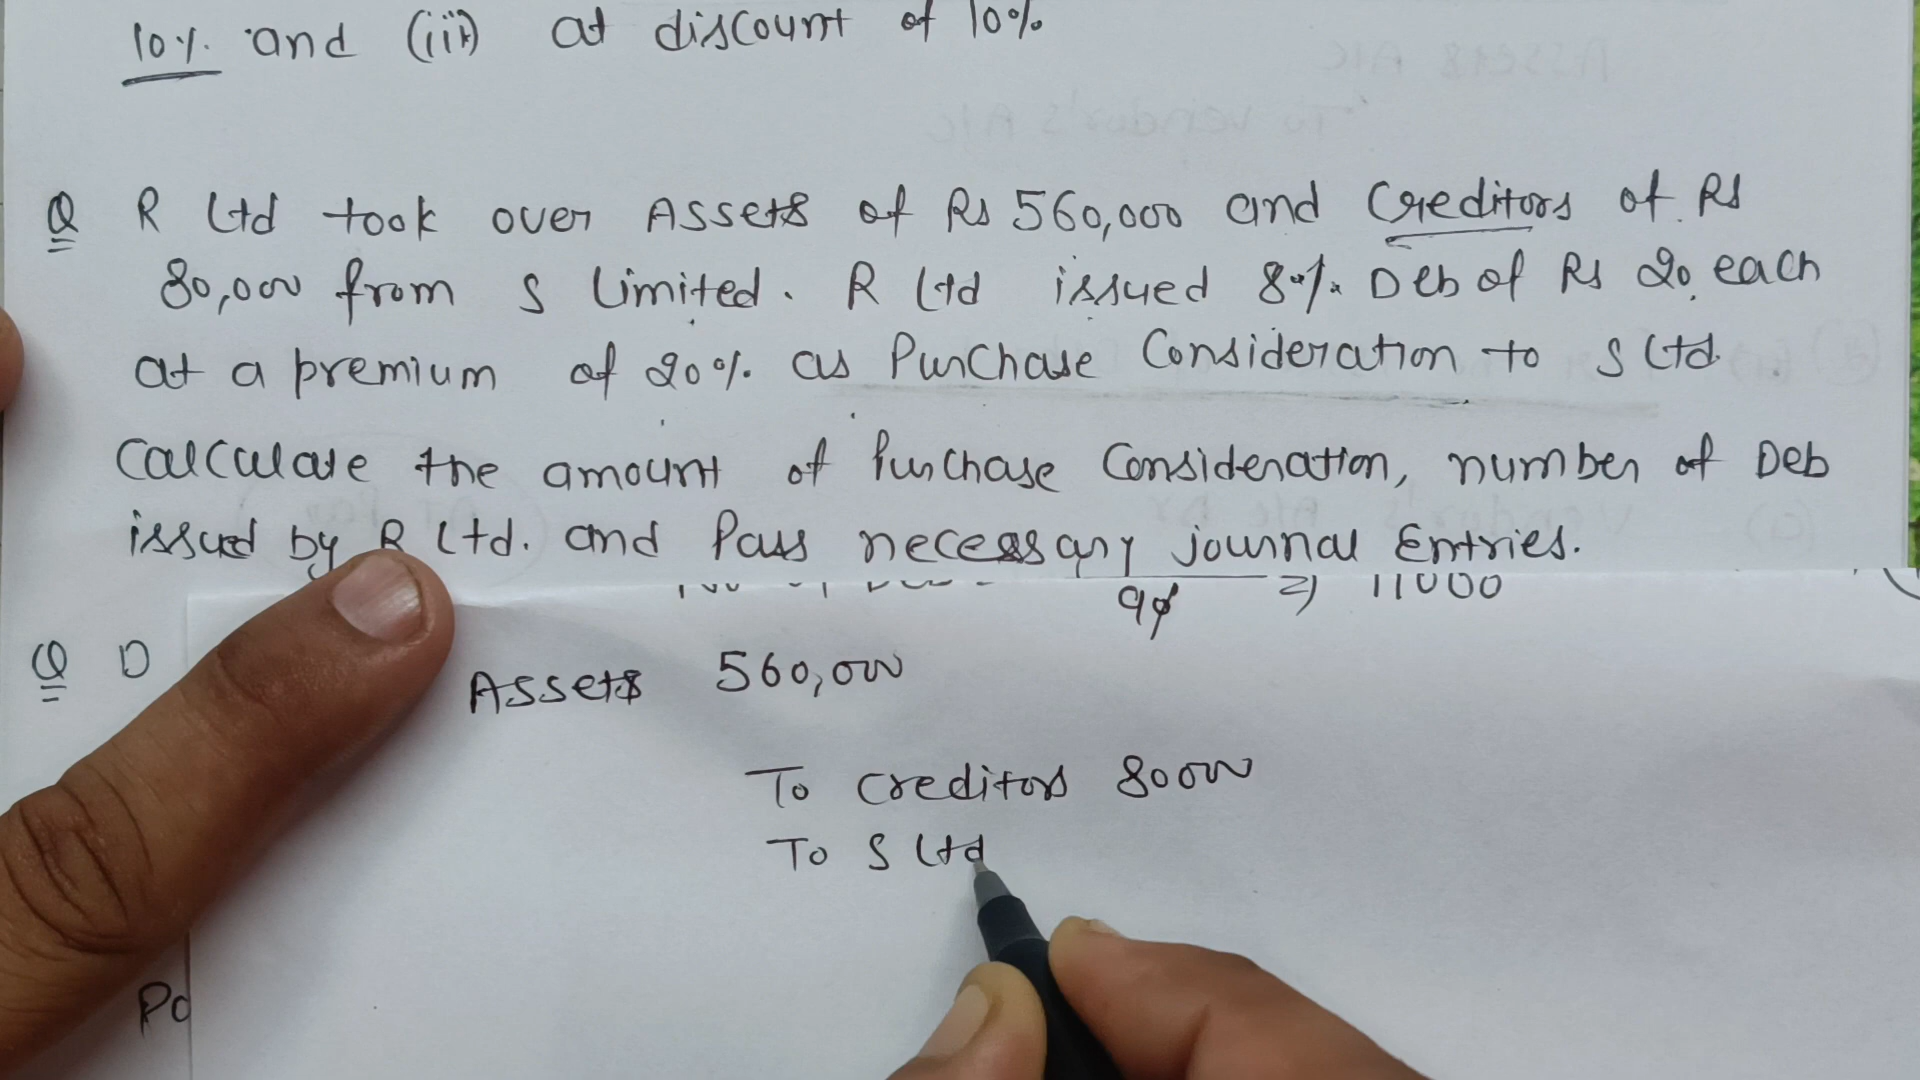 10% and (iii) at discount of 10%
Q R Ltd took over Assets of Rs 560,000 and Creditors of Rs
80,000 from S Limited. R Ltd issued 8% Deb of Rs 20 each
at a premium of 20% as Purchase Consideration to S Ltd.
Calculate the amount of Purchase Consideration, number of Deb
issued by R Ltd. and Pass necessary journal Entries.
90 => 11000
Q D
Assets 560,000
To Creditors 80000
To S Ltd